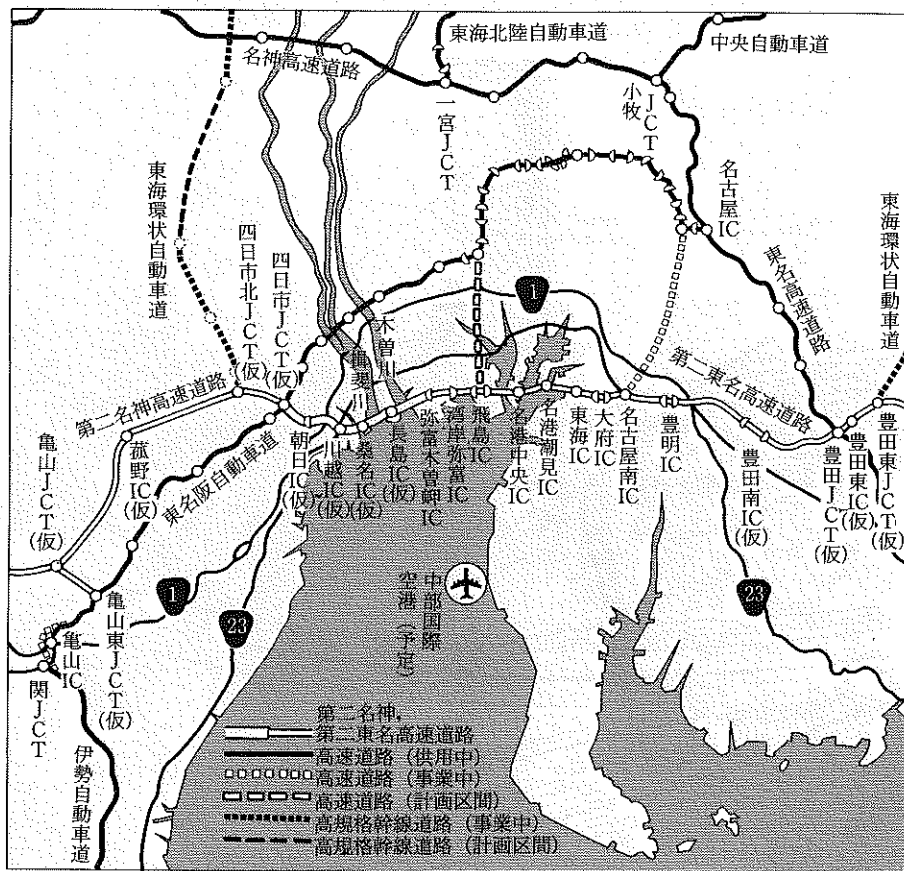 東海北陸自動車道
中央自動車道
名神高速道路
一宮JCT
小牧JCT
名古屋IC
東海環状自動車道
東名高速道路
東海環状自動車道
四日市北JCT(仮)
四日市JCT(仮)
1
木曽川
揖斐川
第二名神高速道路
第二東名高速道路
亀山JCT(仮)
菰野IC(仮)
東名阪自動車道
朝日IC(仮)
川越IC(仮)
桑名IC(仮)
長島IC(仮)
弥富木曽岬IC
湾岸弥富IC
飛島IC
名港中央IC
名港潮見IC
東海IC
大府IC
名古屋南IC
豊明IC
豊田南IC(仮)
豊田JCT(仮)
豊田東IC(仮)
豊田東JCT(仮)
1
23
23
中部国際
空港(予定)
亀山東JCT(仮)
亀山IC
関JCT
伊勢自動車道
第二名神,
第二東名高速道路
高速道路(供用中)
高速道路(事業中)
高速道路(計画区間)
高規格幹線道路(事業中)
高規格幹線道路(計画区間)